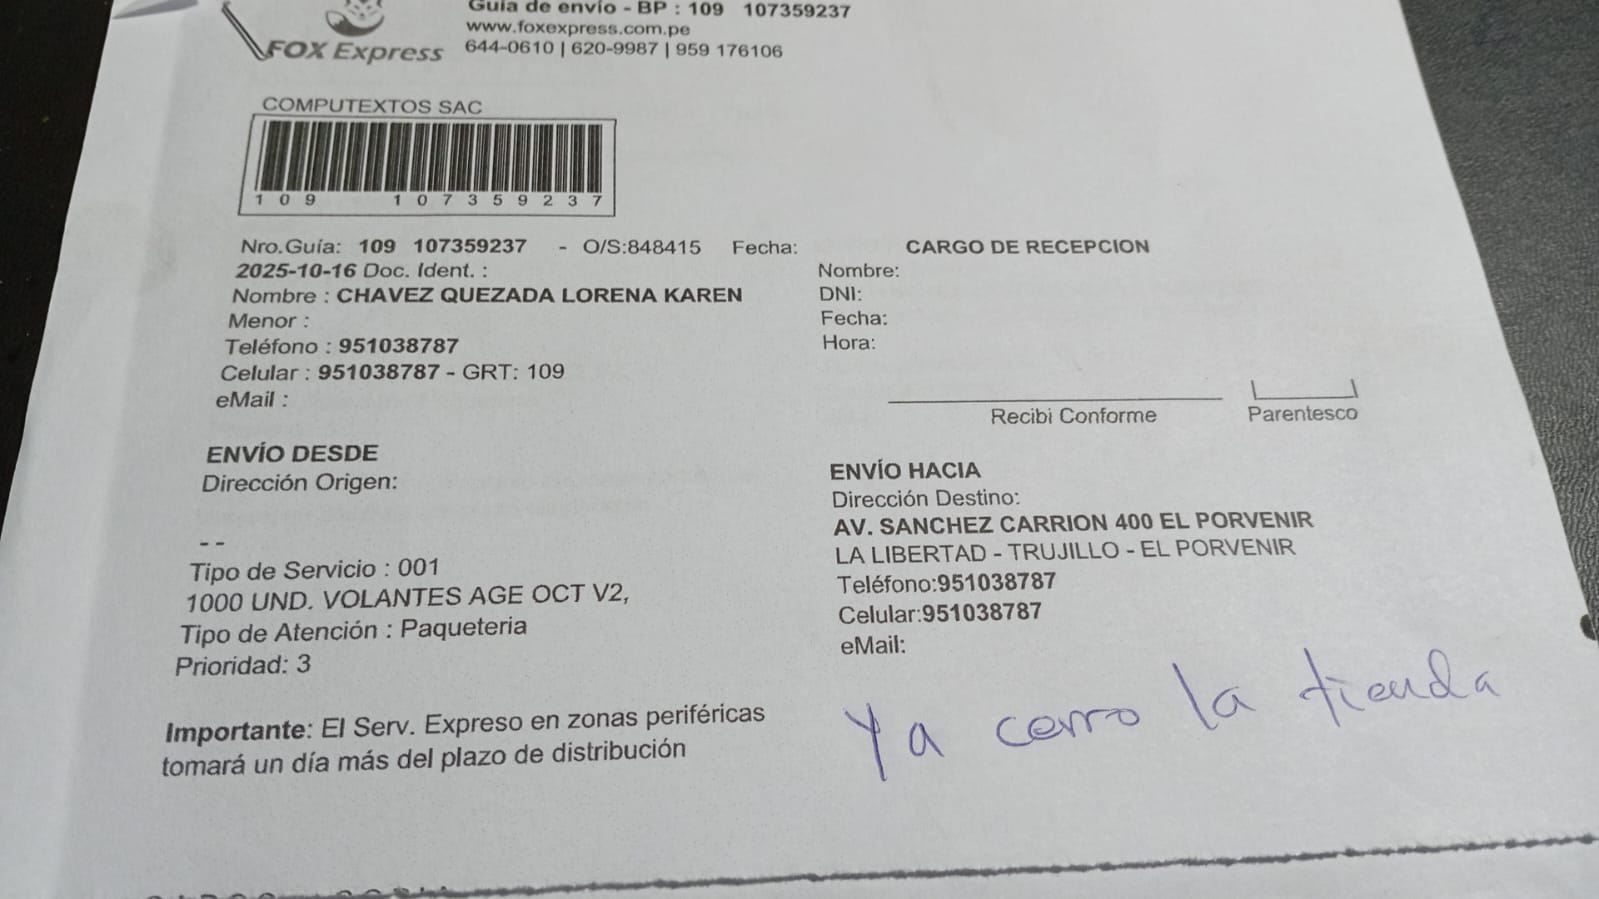 Guía de envío - BP : 109 107359237
www.foxexpress.com.pe
FOX Express
644-0610 | 620-9987 | 959 176106
COMPUTEXTOS SAC
109 107359237
Nro.Guía: 109 107359237 - O/S:848415 Fecha:
2025-10-16 Doc. Ident. :
Nombre : CHAVEZ QUEZADA LORENA KAREN
Menor :
Teléfono : 951038787
Celular : 951038787 - GRT: 109
eMail :
CARGO DE RECEPCION
Nombre:
DNI:
Fecha:
Hora:
Recibi Conforme
Parentesco
ENVÍO DESDE
Dirección Origen:
- -
Tipo de Servicio : 001
1000 UND. VOLANTES AGE OCT V2,
Tipo de Atención : Paqueteria
Prioridad: 3
Importante: El Serv. Expreso en zonas periféricas
tomará un día más del plazo de distribución
ENVÍO HACIA
Dirección Destino:
AV. SANCHEZ CARRION 400 EL PORVENIR
LA LIBERTAD - TRUJILLO - EL PORVENIR
Teléfono:951038787
Celular:951038787
eMail:
Ya cerro la tienda